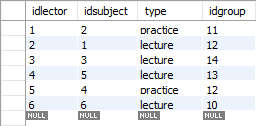 idlector idsubject type idgroup
1 2 practice 11
2 1 lecture 12
3 3 lecture 14
4 5 lecture 13
5 4 practice 12
6 6 lecture 10
NULL NULL NULL NULL